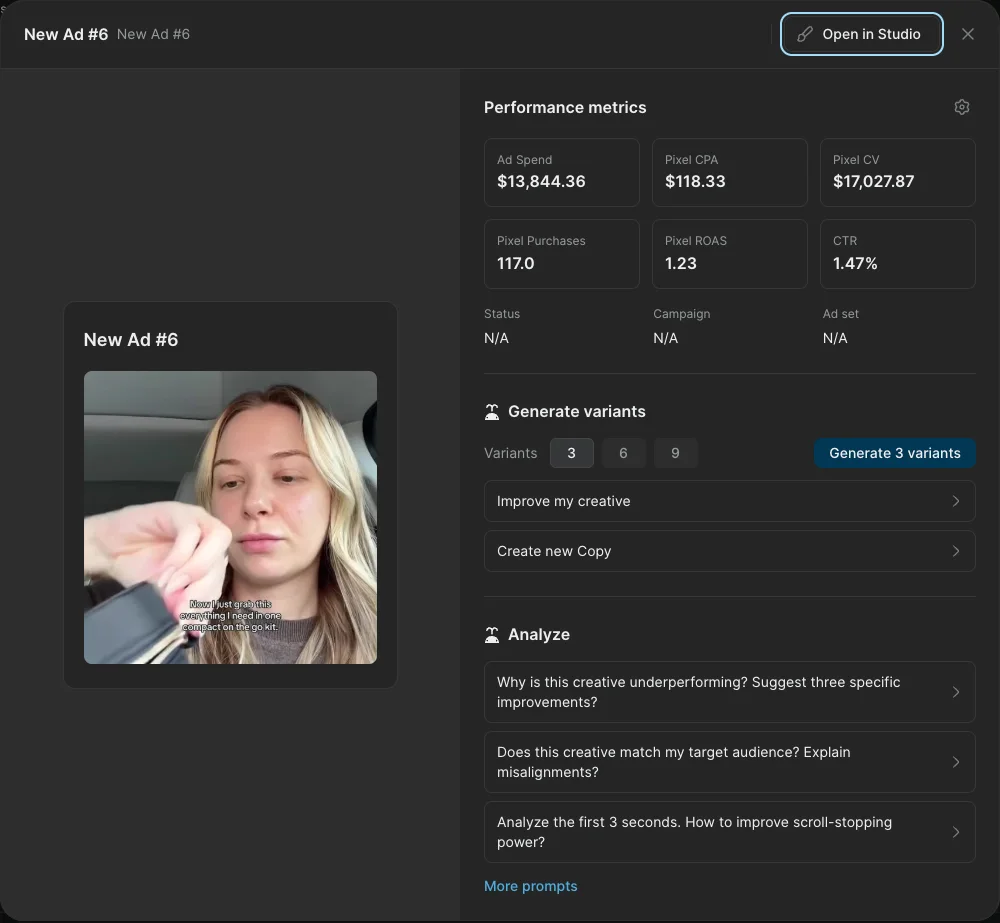 New Ad #6 New Ad #6
Open in Studio
New Ad #6
Now I just grab this
everything I need in one
compact on the go kit.
Performance metrics
Ad Spend
$13,844.36
Pixel CPA
$118.33
Pixel CV
$17,027.87
Pixel Purchases
117.0
Pixel ROAS
1.23
CTR
1.47%
Status
N/A
Campaign
N/A
Ad set
N/A
Generate variants
Variants 3 6 9 Generate 3 variants
Improve my creative
Create new Copy
Analyze
Why is this creative underperforming? Suggest three specific
improvements?
Does this creative match my target audience? Explain
misalignments?
Analyze the first 3 seconds. How to improve scroll-stopping
power?
More prompts